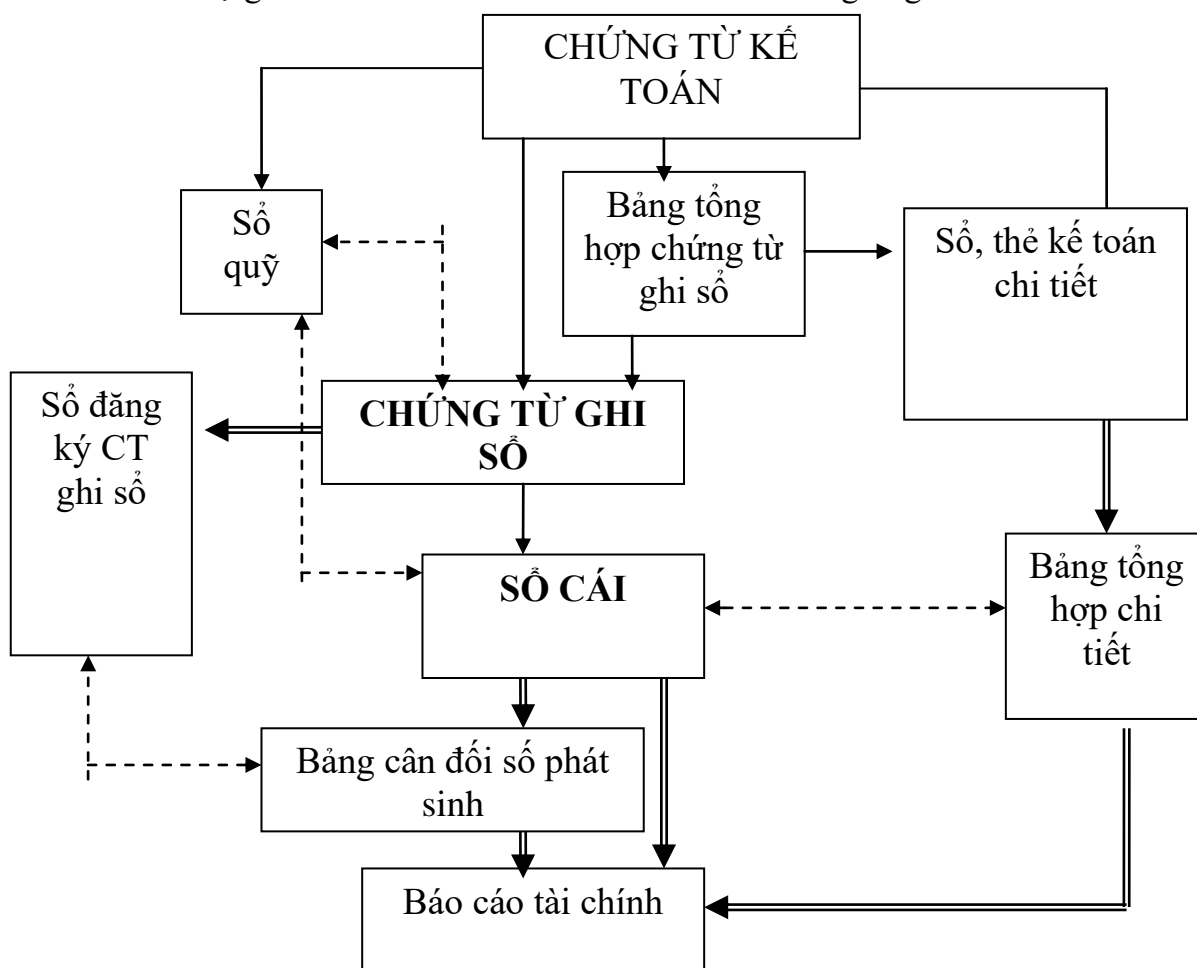 CHỨNG TỪ KẾ
TOÁN
Sổ
quỹ
Bảng tổng
hợp chứng từ
ghi sổ
Sổ, thẻ kế toán
chi tiết
Sổ đăng
ký CT
ghi sổ
CHỨNG TỪ GHI
SỔ
SỔ CÁI
Bảng tổng
hợp chi
tiết
Bảng cân đối số phát
sinh
Báo cáo tài chính